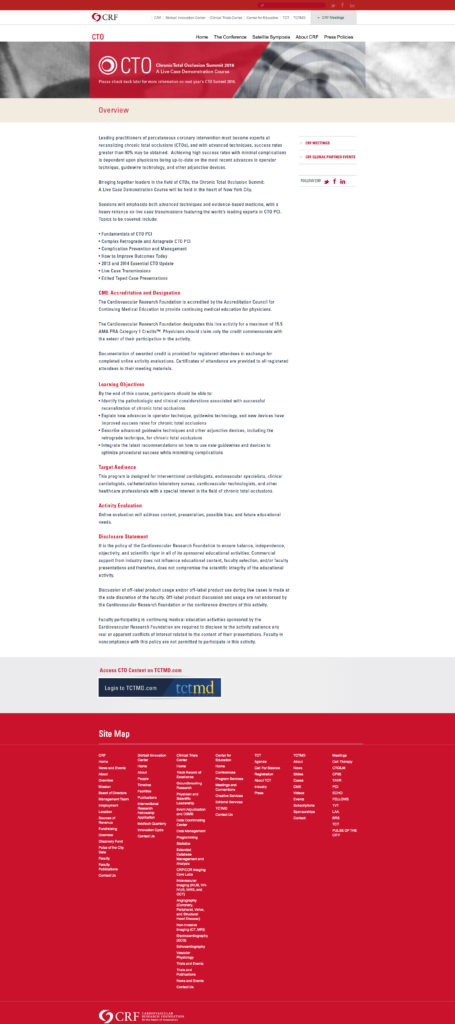 CRF
CRF | Skirball Innovation Center | Clinical Trials Center | Center for Education | TCT | TCTMD
CRF Meetings
CTO
Home The Conference Satellite Symposia About CRF Press Policies
CTO Chronic Total Occlusion Summit 2016
A Live Case Demonstration Course
Please check back later for more information on next year's CTO Summit 2016.
Overview
Leading practitioners of percutaneous coronary intervention must become experts at
recanalizing chronic total occlusions (CTOs), and with advanced techniques, success rates
greater than 90% may be obtained. Achieving high success rates with minimal complications
is dependent upon physicians being up-to-date on the most recent advances in operator
technique, guidewire technology, and other adjunctive devices.
Bringing together leaders in the field of CTOs, the Chronic Total Occlusion Summit:
A Live Case Demonstration Course will be held in the heart of New York City.
Sessions will emphasize both advanced techniques and evidence-based medicine, with a
heavy reliance on live case transmissions featuring the world's leading experts in CTO PCI.
Topics to be covered include:
• Fundamentals of CTO PCI
• Complex Retrograde and Antegrade CTO PCI
• Complication Prevention and Management
• How to Improve Outcomes Today
• 2013 and 2014 Essential CTO Update
• Live Case Transmissions
• Edited Taped Case Presentations
CRF MEETINGS
CRF GLOBAL PARTNER EVENTS
FOLLOW CRF
CME Accreditation and Designation
The Cardiovascular Research Foundation is accredited by the Accreditation Council for
Continuing Medical Education to provide continuing medical education for physicians.
The Cardiovascular Research Foundation designates this live activity for a maximum of 15.5
AMA PRA Category 1 Credits™. Physicians should claim only the credit commensurate with
the extent of their participation in the activity.
Documentation of awarded credit is provided for registered attendees in exchange for
completed online activity evaluations. Certificates of attendance are provided to all registered
attendees in their meeting materials.
Learning Objectives
By the end of this course, participants should be able to:
• Identify the pathobiologic and clinical considerations associated with successful
recanalization of chronic total occlusions
• Explain how advances in operator technique, guidewire technology, and new devices have
improved success rates for chronic total occlusions
• Describe advanced guidewire techniques and other adjunctive devices, including the
retrograde technique, for chronic total occlusions
• Integrate the latest recommendations on how to use new guidewires and devices to
optimize procedural success while minimizing complications
Target Audience
This program is designed for interventional cardiologists, endovascular specialists, clinical
cardiologists, catheterization laboratory nurses, cardiovascular technologists, and other
healthcare professionals with a special interest in the field of chronic total occlusions.
Activity Evaluation
Online evaluation will address content, presentation, possible bias, and future educational
needs.
Disclosure Statement
It is the policy of the Cardiovascular Research Foundation to ensure balance, independence,
objectivity, and scientific rigor in all of its sponsored educational activities. Commercial
support from industry does not influence educational content, faculty selection, and/or faculty
presentations and therefore, does not compromise the scientific integrity of the educational
activity.
Discussion of off-label product usage and/or off-label product use during live cases is made at
the sole discretion of the faculty. Off-label product discussion and usage are not endorsed by
the Cardiovascular Research Foundation or the conference directors of this activity.
Faculty participating in continuing medical education activities sponsored by the
Cardiovascular Research Foundation are required to disclose to the activity audience any
real or apparent conflicts of interest related to the content of their presentations. Faculty in
noncompliance with this policy are not permitted to participate in this activity.
Access CTO Content on TCTMD.com
Login to TCTMD.com tctmd
Site Map
CRF
Home
News and Events
About
Overview
Mission
Board of Directors
Management Team
Employment
Location
Sources of
Revenue
Fundraising
Overview
Discovery Fund
Pulse of the City
Gala
Faculty
Faculty
Publications
Contact Us
Skirball Innovation
Center
Home
About
People
Timeline
Facilities
Publications
International
Research
Fellowship
Application
BioTech Quarterly
Innovation Cycle
Contact Us
Clinical Trials
Center
Home
Track Record of
Excellence
Groundbreaking
Research
Physician and
Scientific
Leadership
Event Adjudication
and DSMB
Data Coordinating
Center
Data Management
Programming
Statistics
Extended
Database
Management and
Analysis
CRF/CCR Imaging
Core Labs
Intravascular
Imaging (IVUS, VH-
IVUS, NIRS, and
OCT)
Angiography
(Coronary,
Peripheral, Veins,
and Structural
Heart Disease)
Non-Invasive
Imaging (CT, MRI)
Electrocardiography
(ECG)
Echocardiography
Vascular
Physiology
Trials and Events
Trials and
Publications
News and Events
Contact Us
Center for
Education
Home
Conferences
Program Services
Meetings and
Conventions
Creative Services
Editorial Services
TCTMD
Contact Us
TCT
Agenda
Call For Science
Registration
About TCT
Industry
Press
TCTMD
About
News
Slides
Cases
CME
Videos
Events
Subscriptions
Sponsorships
Contact
Meetings
Cell Therapy
CTO/LM
CPRS
TAVR
PCI
ECHO
FELLOWS
TVT
LAA
BRS
TCT
PULSE OF THE
CITY
CRF CARDIOVASCULAR
RESEARCH FOUNDATION